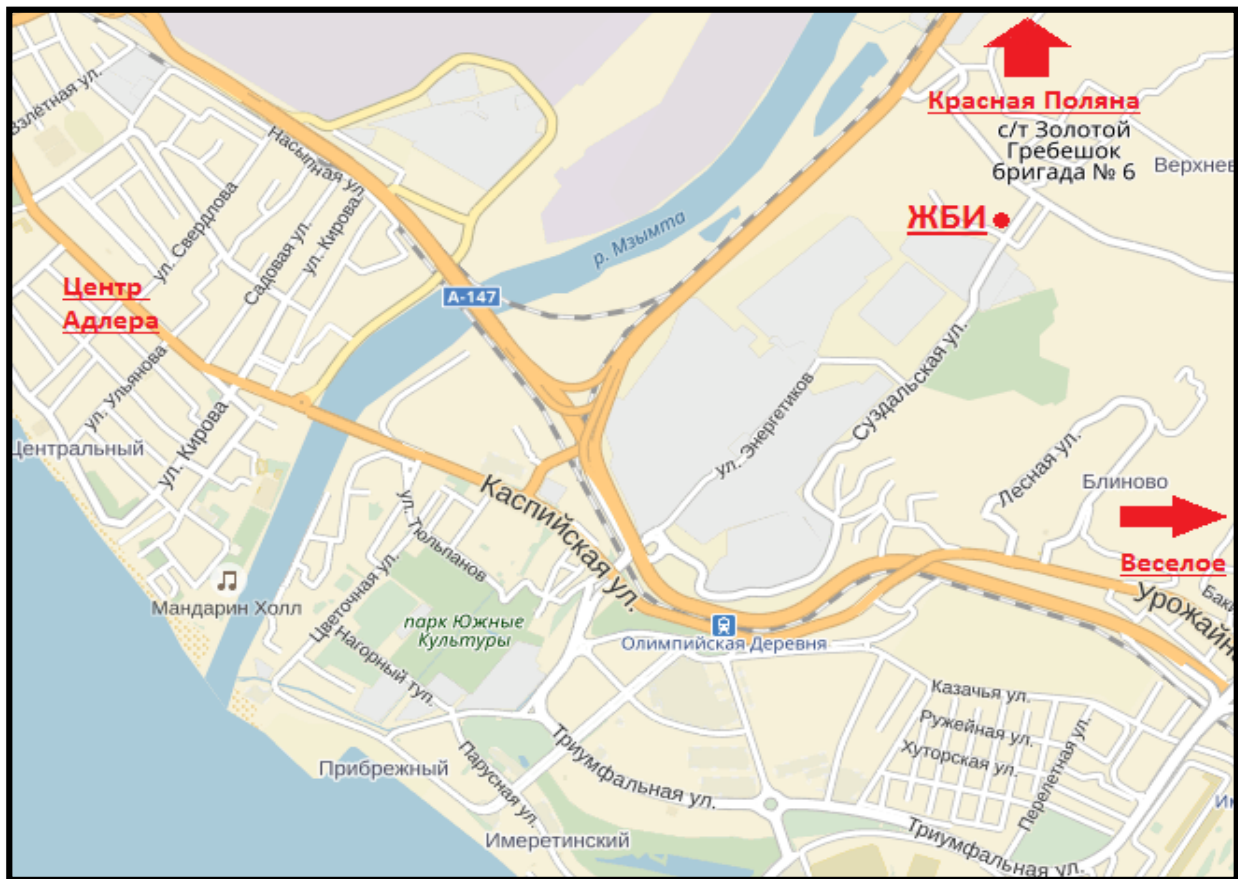 Красная Поляна
с/т Золотой
Гребешок
бригада № 6
Верхнев
Взлётная ул.
Насыпная ул.
ул. Свердлова
Садовая ул.
ул. Кирова
р. Мзымта
ЖБИ
Центр
Адлера
А-147
ул. Ульянова
ул. Кирова
Центральный
ул. Энергетиков
Суздальская ул.
Лесная ул.
Блиново
Веселое
Каспийская ул.
ул. Тюльпанов
Цветочная ул.
Мандарин Холл
парк Южные
Культуры
Нагорный туп.
Олимпийская Деревня
Баки
Урожайн
Казачья ул.
Ружейная ул.
Хуторская ул.
Перелетная ул.
Прибрежный
Парусная ул.
Триумфальная ул.
Триумфальная ул.
Имеретинский
Им